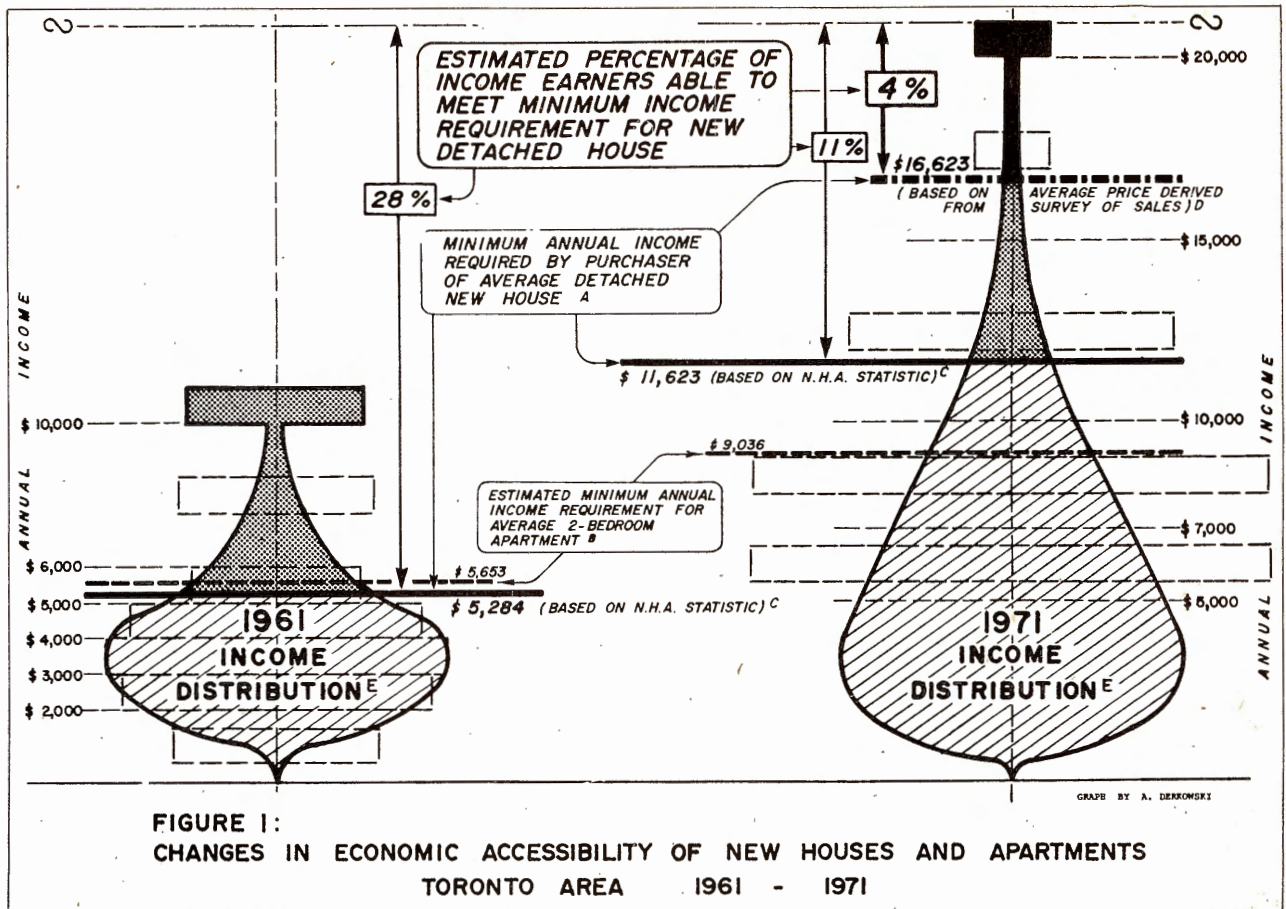 ESTIMATED PERCENTAGE OF
INCOME EARNERS ABLE TO
MEET MINIMUM INCOME
REQUIREMENT FOR NEW
DETACHED HOUSE
28 %
4 %
11 %
MINIMUM ANNUAL INCOME
REQUIRED BY PURCHASER
OF AVERAGE DETACHED
NEW HOUSE A
ESTIMATED MINIMUM ANNUAL
INCOME REQUIREMENT FOR
AVERAGE 2-BEDROOM
APARTMENT B
ANNUAL INCOME
$ 10,000
$ 6,000
$ 5,000
$ 4,000
$ 3,000
$ 2,000
$ 5,653
$ 5,284 (BASED ON N.H.A. STATISTIC) C
1961
INCOME
DISTRIBUTION E
$ 20,000
$16,623
(BASED ON AVERAGE PRICE DERIVED
FROM SURVEY OF SALES) D
$ 15,000
$ 11,623 (BASED ON N.H.A. STATISTIC) C
$ 10,000
$ 9,036
$ 7,000
$ 5,000
1971
INCOME
DISTRIBUTION E
ANNUAL INCOME
GRAPH BY A. DERKOWSKI
FIGURE 1:
CHANGES IN ECONOMIC ACCESSIBILITY OF NEW HOUSES AND APARTMENTS
TORONTO AREA 1961 - 1971